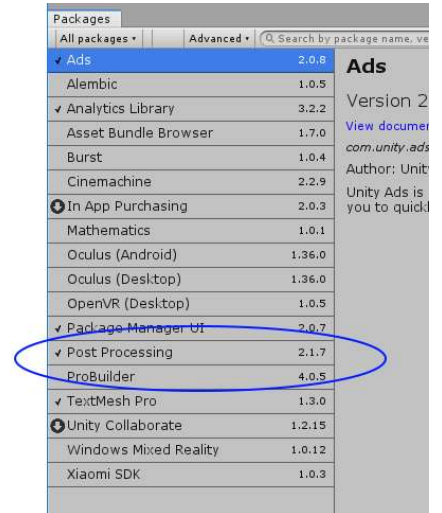 Packages
All packages Advanced Search by package name, ve
Ads 2.0.8
Alembic 1.0.5
Analytics Library 3.2.2
Asset Bundle Browser 1.7.0
Burst 1.0.4
Cinemachine 2.2.9
In App Purchasing 2.0.3
Mathematics 1.0.1
Oculus (Android) 1.36.0
Oculus (Desktop) 1.36.0
OpenVR (Desktop) 1.0.5
Package Manager UI 2.0.7
Post Processing 2.1.7
ProBuilder 4.0.5
TextMesh Pro 1.3.0
Unity Collaborate 1.2.15
Windows Mixed Reality 1.0.12
Xiaomi SDK 1.0.3
Ads
Version 2
View documen
com.unity.ads
Author: Unit
Unity Ads is
you to quick